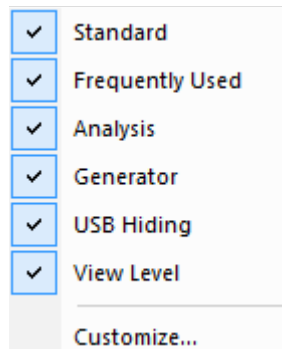 Standard
Frequently Used
Analysis
Generator
USB Hiding
View Level
Customize...